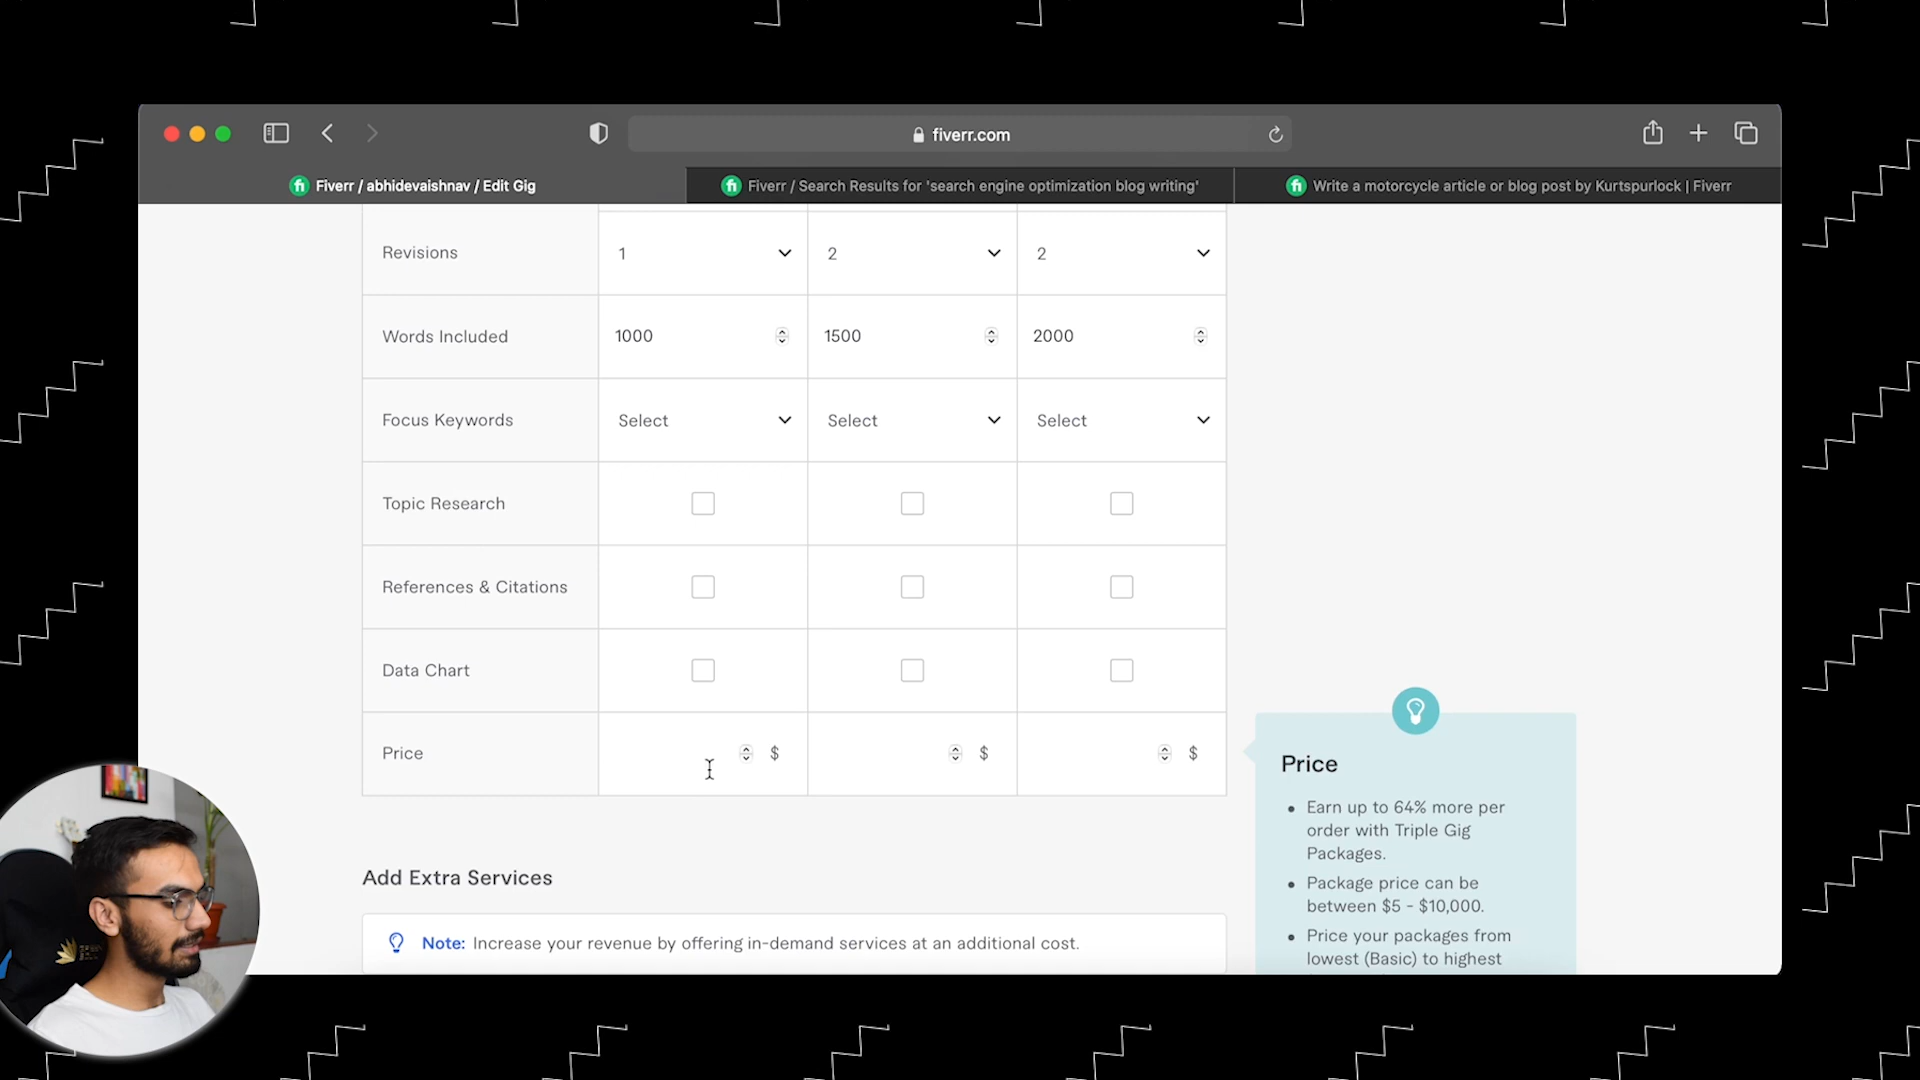 fiverr.com
Fiverr / abhidevaishnav / Edit Gig
Fiverr / Search Results for 'search engine optimization blog writing'
Write a motorcycle article or blog post by Kurtspurlock | Fiverr
Revisions 1 2 2
Words Included 1000 1500 2000
Focus Keywords Select Select Select
Topic Research
References & Citations
Data Chart
Price $ $ $
Price
• Earn up to 64% more per
order with Triple Gig
Packages.
• Package price can be
between $5 - $10,000.
• Price your packages from
lowest (Basic) to highest
Add Extra Services
Note: Increase your revenue by offering in-demand services at an additional cost.